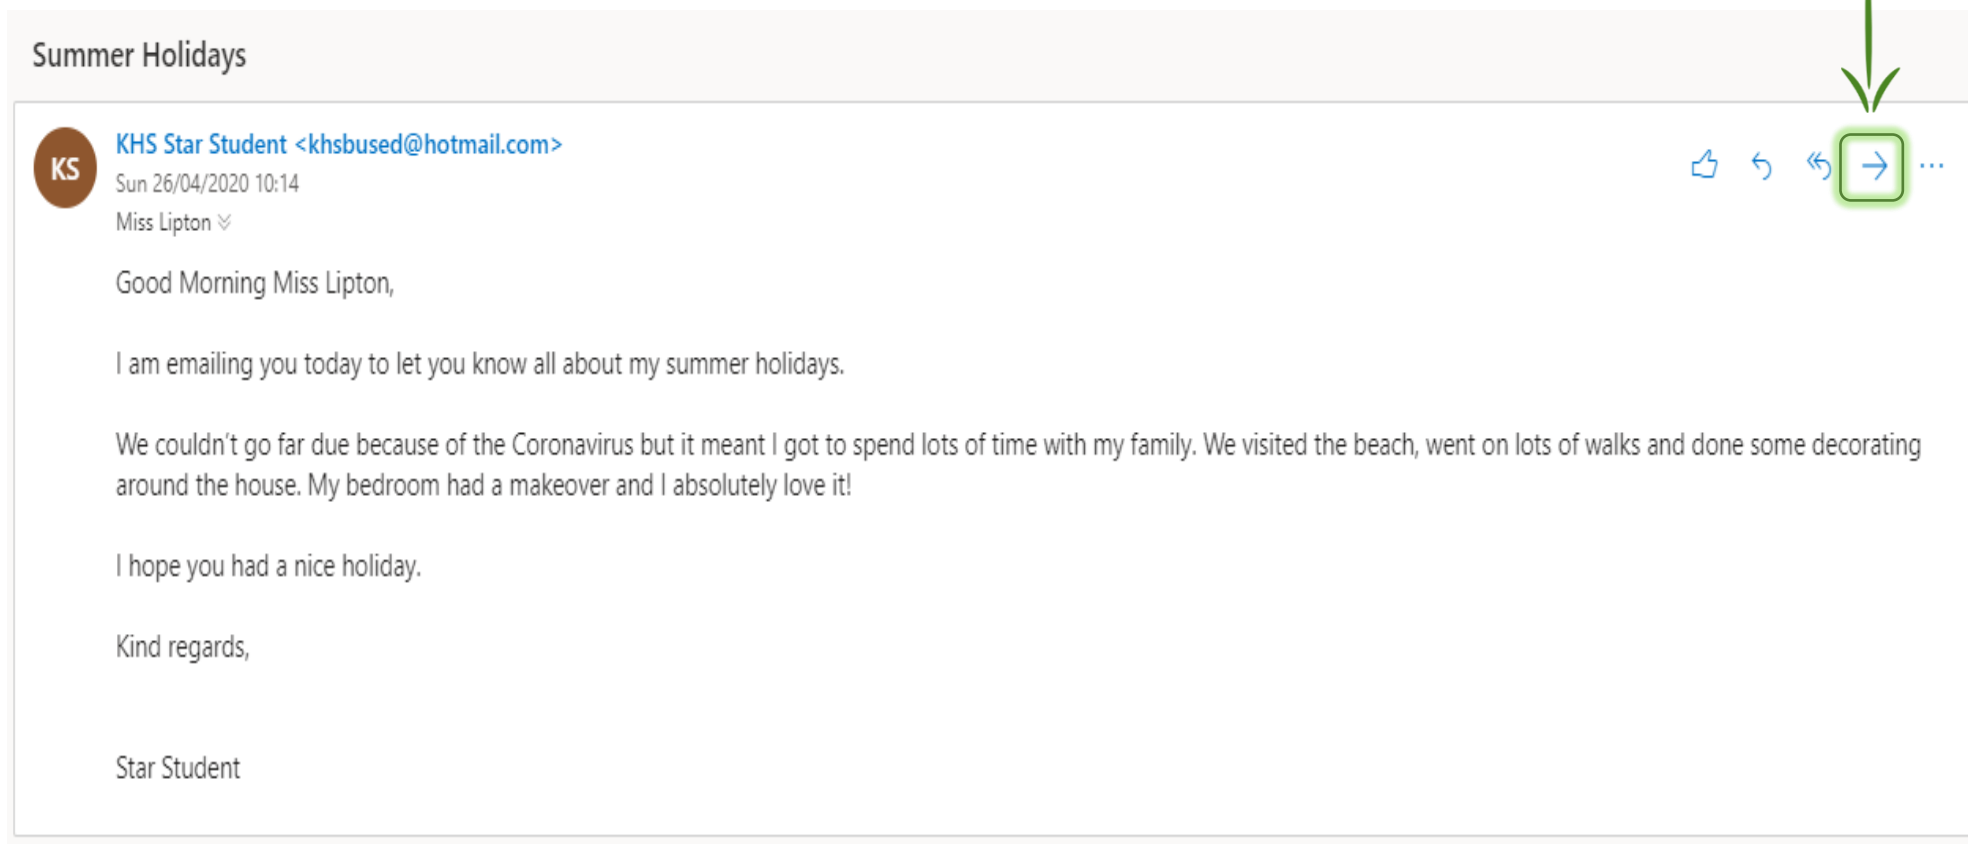 Summer Holidays
KS
KHS Star Student <khsbused@hotmail.com>
Sun 26/04/2020 10:14
Miss Lipton
Good Morning Miss Lipton,
I am emailing you today to let you know all about my summer holidays.
We couldn't go far due because of the Coronavirus but it meant I got to spend lots of time with my family. We visited the beach, went on lots of walks and done some decorating
around the house. My bedroom had a makeover and I absolutely love it!
I hope you had a nice holiday.
Kind regards,
Star Student